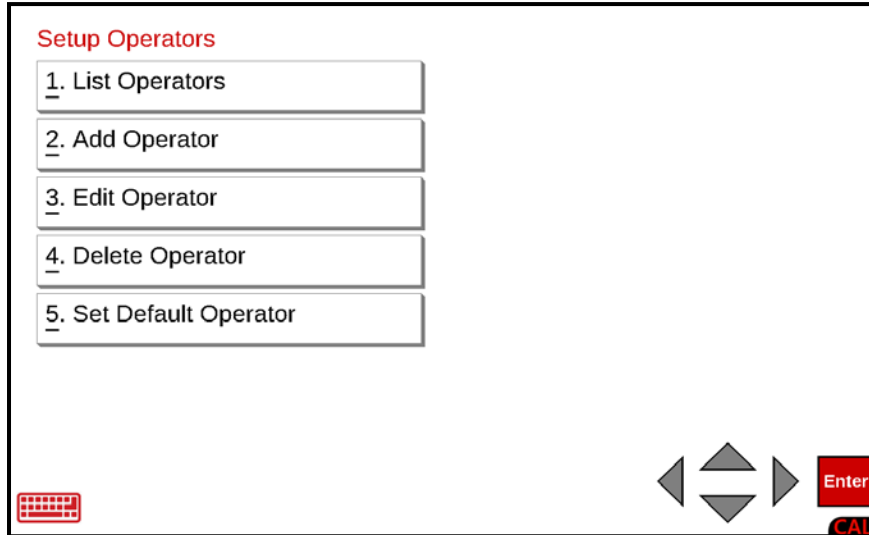 Setup Operators
1. List Operators
2. Add Operator
3. Edit Operator
4. Delete Operator
5. Set Default Operator
Enter
CAL